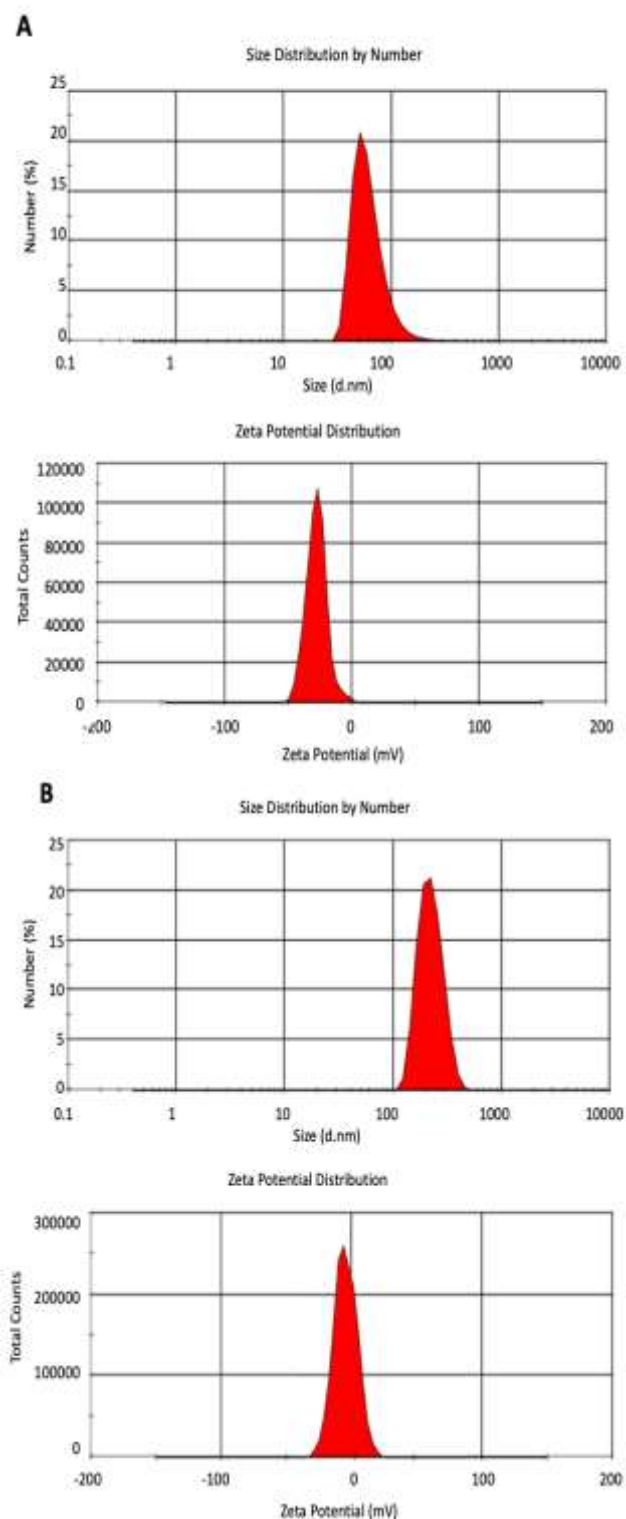 A
Size Distribution by Number
25
20
15
10
5
0
Number (%)
0.1 1 10 100 1000 10000
Size (d.nm)
Zeta Potential Distribution
120000
100000
80000
60000
40000
20000
0
Total Counts
-200 -100 0 100 200
Zeta Potential (mV)
B
Size Distribution by Number
25
20
15
10
5
0
Number (%)
0.1 1 10 100 1000 10000
Size (d.nm)
Zeta Potential Distribution
300000
200000
100000
0
Total Counts
-200 -100 0 100 200
Zeta Potential (mV)